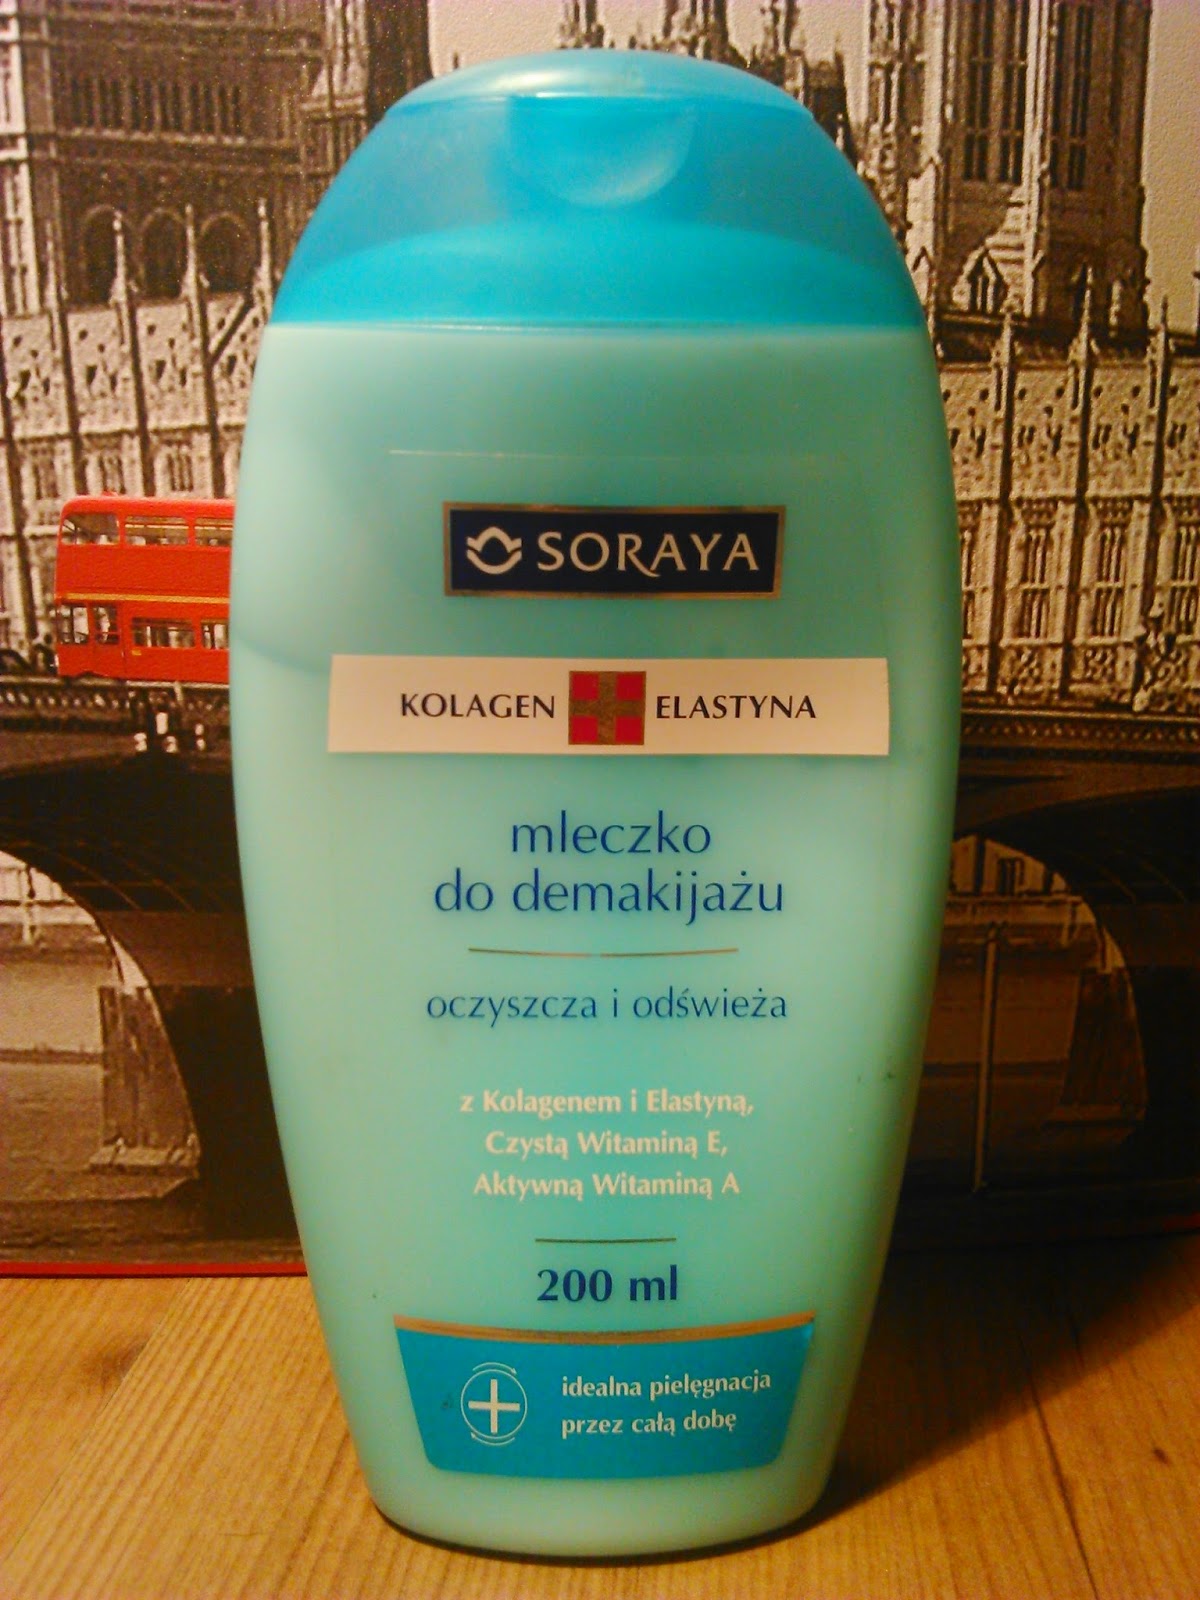 SORAYA
KOLAGEN ELASTYNA
mleczko
do demakijażu
oczyszcza i odświeża
z Kolagenem i Elastyną,
Czystą Witaminą E,
Aktywną Witaminą A
200 ml
idealna pielęgnacja
przez całą dobę